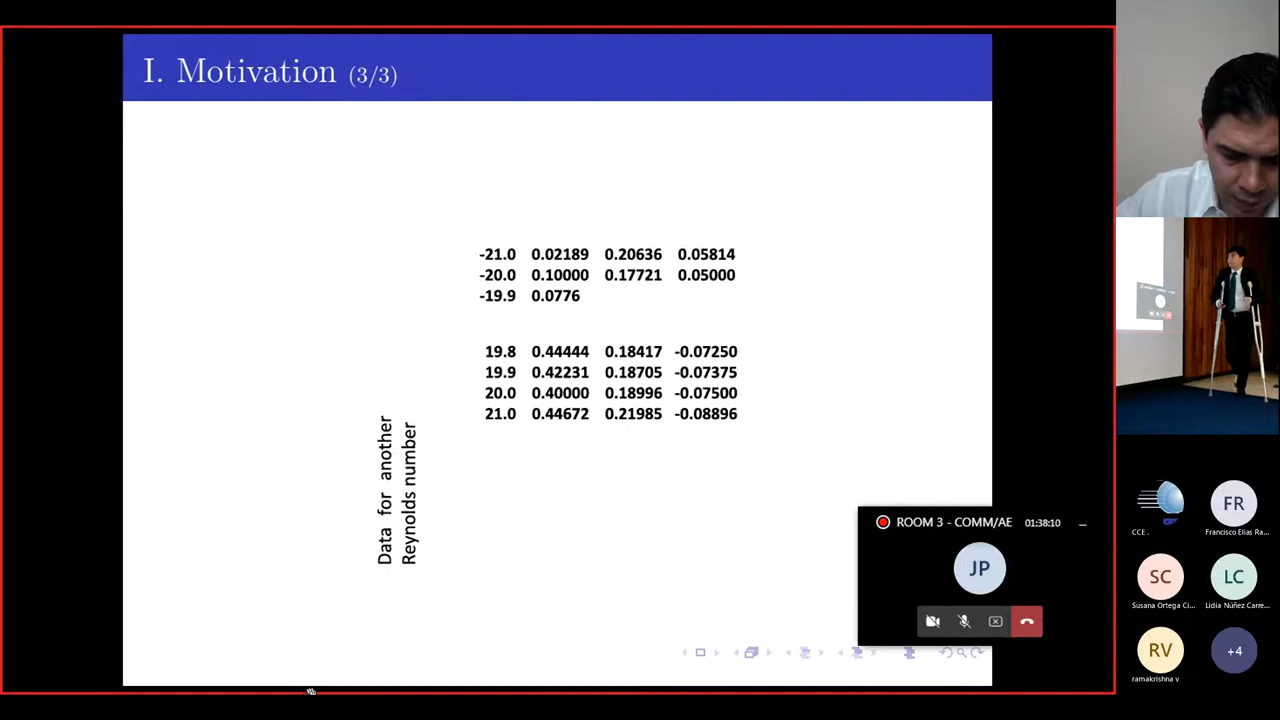 I. Motivation (3/3)
-21.0 0.02189 0.20636 0.05814
-20.0 0.10000 0.17721 0.05000
-19.9 0.0776
19.8 0.44444 0.18417 -0.07250
19.9 0.42231 0.18705 -0.07375
20.0 0.40000 0.18996 -0.07500
21.0 0.44672 0.21985 -0.08896
Data for another
Reynolds number
ROOM 3 - COMM/AE 01:38:10
JP
CCE .
FR
Francisco Elias Ra...
SC
Susana Ortega Ci...
LC
Lidia Núñez Carre...
RV
ramakrishna v
+4